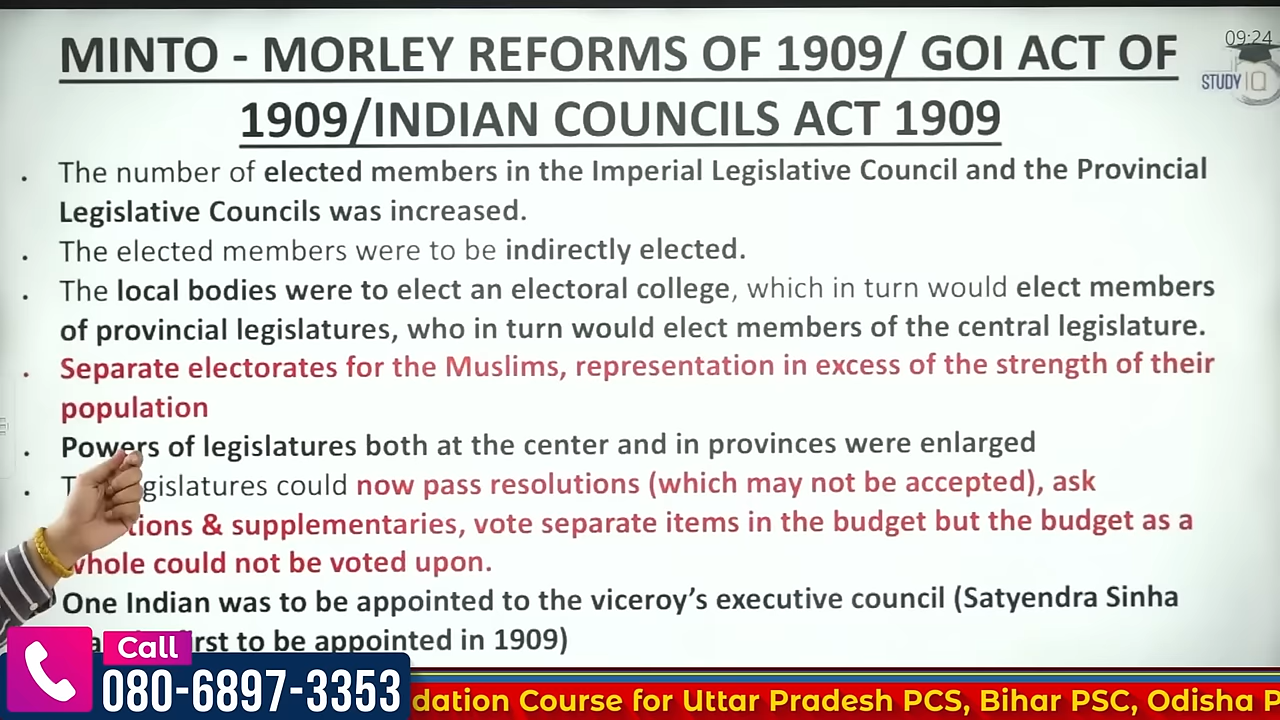 MINTO - MORLEY REFORMS OF 1909/ GOI ACT OF
1909/INDIAN COUNCILS ACT 1909
09:24
STUDY IQ
. The number of elected members in the Imperial Legislative Council and the Provincial
Legislative Councils was increased.
. The elected members were to be indirectly elected.
. The local bodies were to elect an electoral college, which in turn would elect members
of provincial legislatures, who in turn would elect members of the central legislature.
. Separate electorates for the Muslims, representation in excess of the strength of their
population
. Powers of legislatures both at the center and in provinces were enlarged
. gislatures could now pass resolutions (which may not be accepted), ask
tions & supplementaries, vote separate items in the budget but the budget as a
whole could not be voted upon.
One Indian was to be appointed to the viceroy's executive council (Satyendra Sinha
rst to be appointed in 1909)
Call
080-6897-3353
dation Course for Uttar Pradesh PCS, Bihar PSC, Odisha P